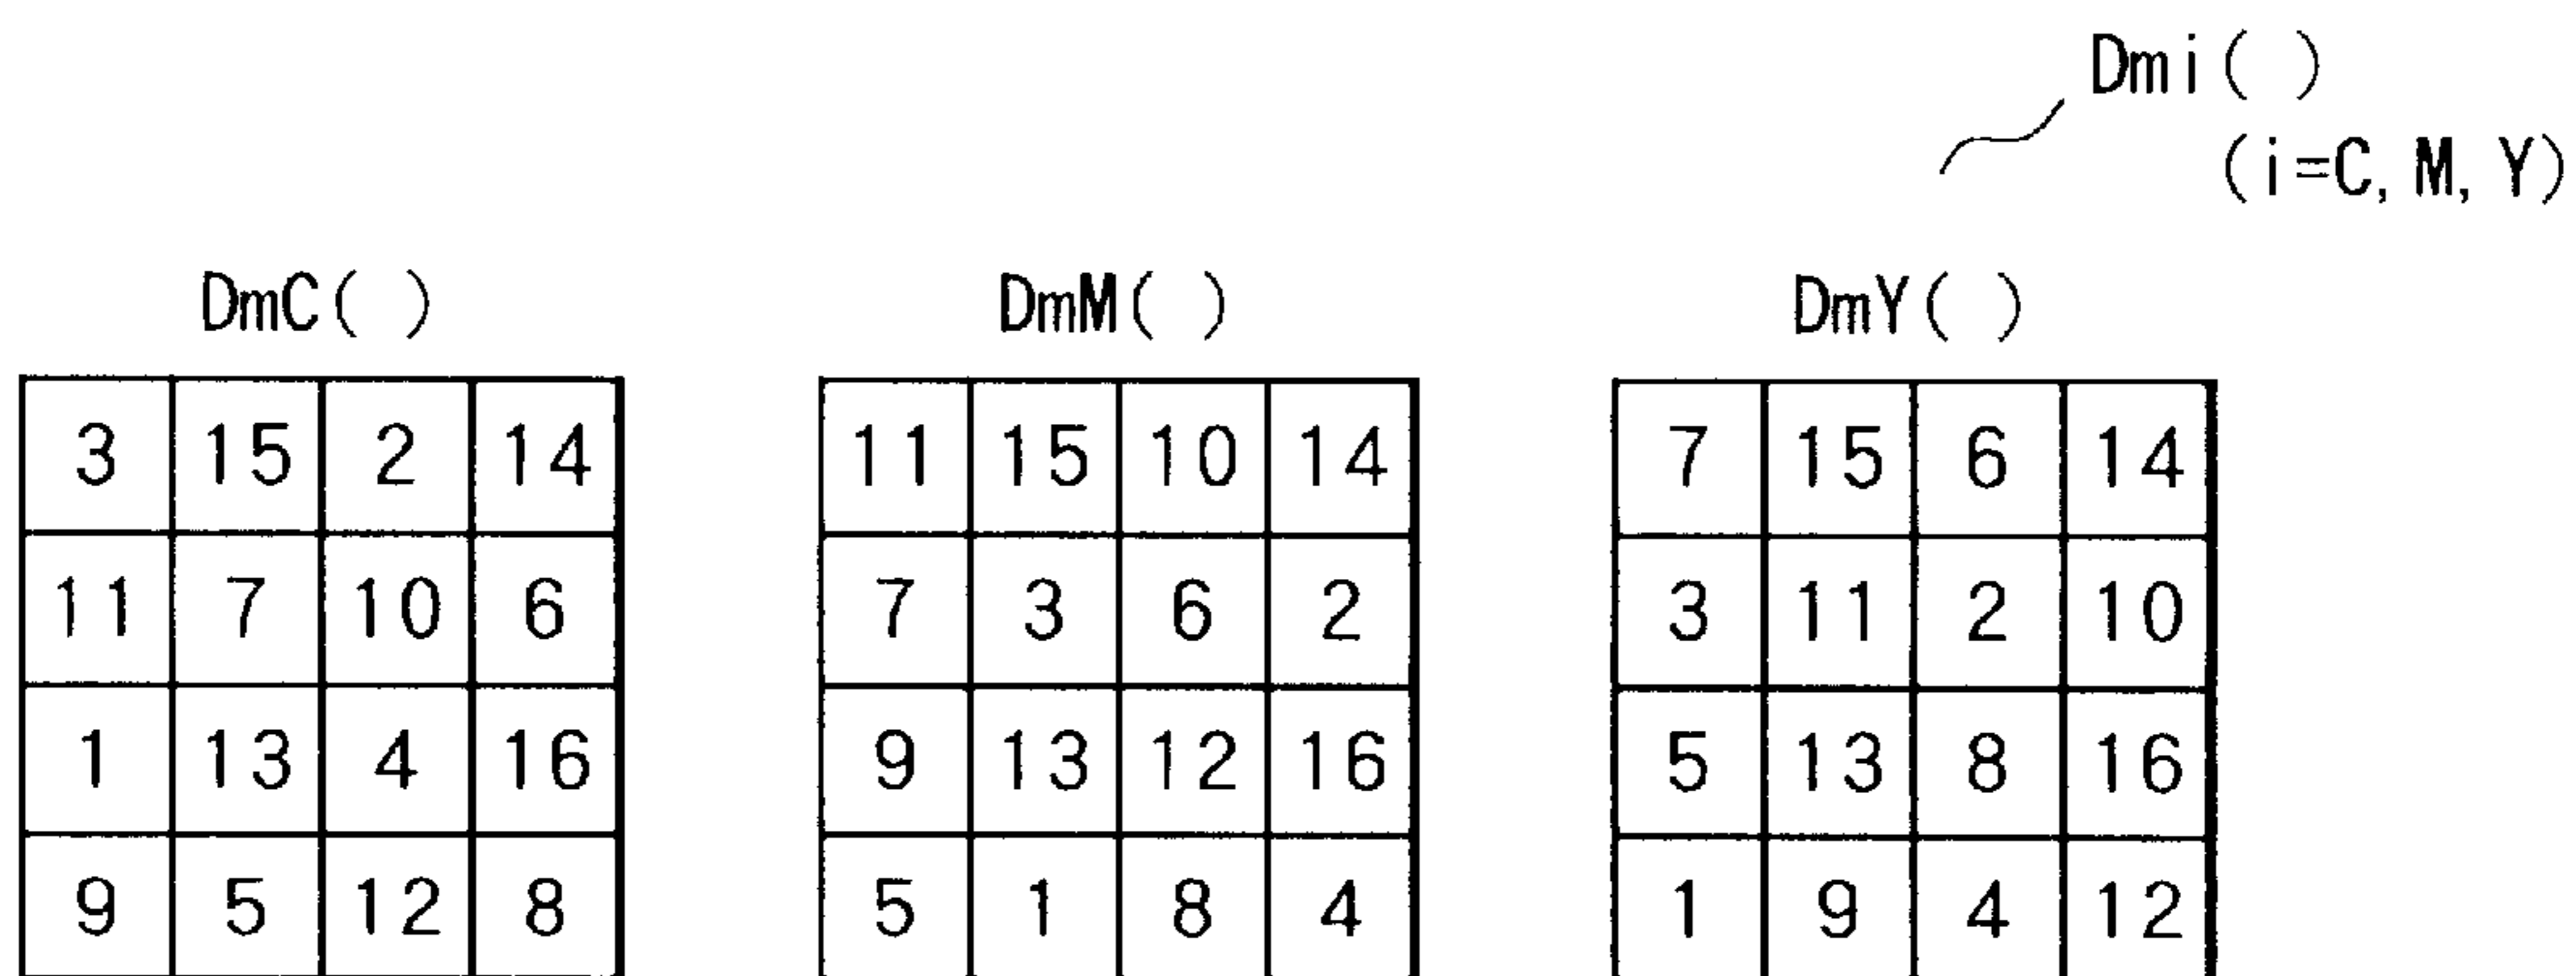 Dmi( )
(i=C, M, Y)
DmC( ) DmM( ) DmY( )
3 15 2 14 11 15 10 14 7 15 6 14
11 7 10 6 7 3 6 2 3 11 2 10
1 13 4 16 9 13 12 16 5 13 8 16
9 5 12 8 5 1 8 4 1 9 4 12